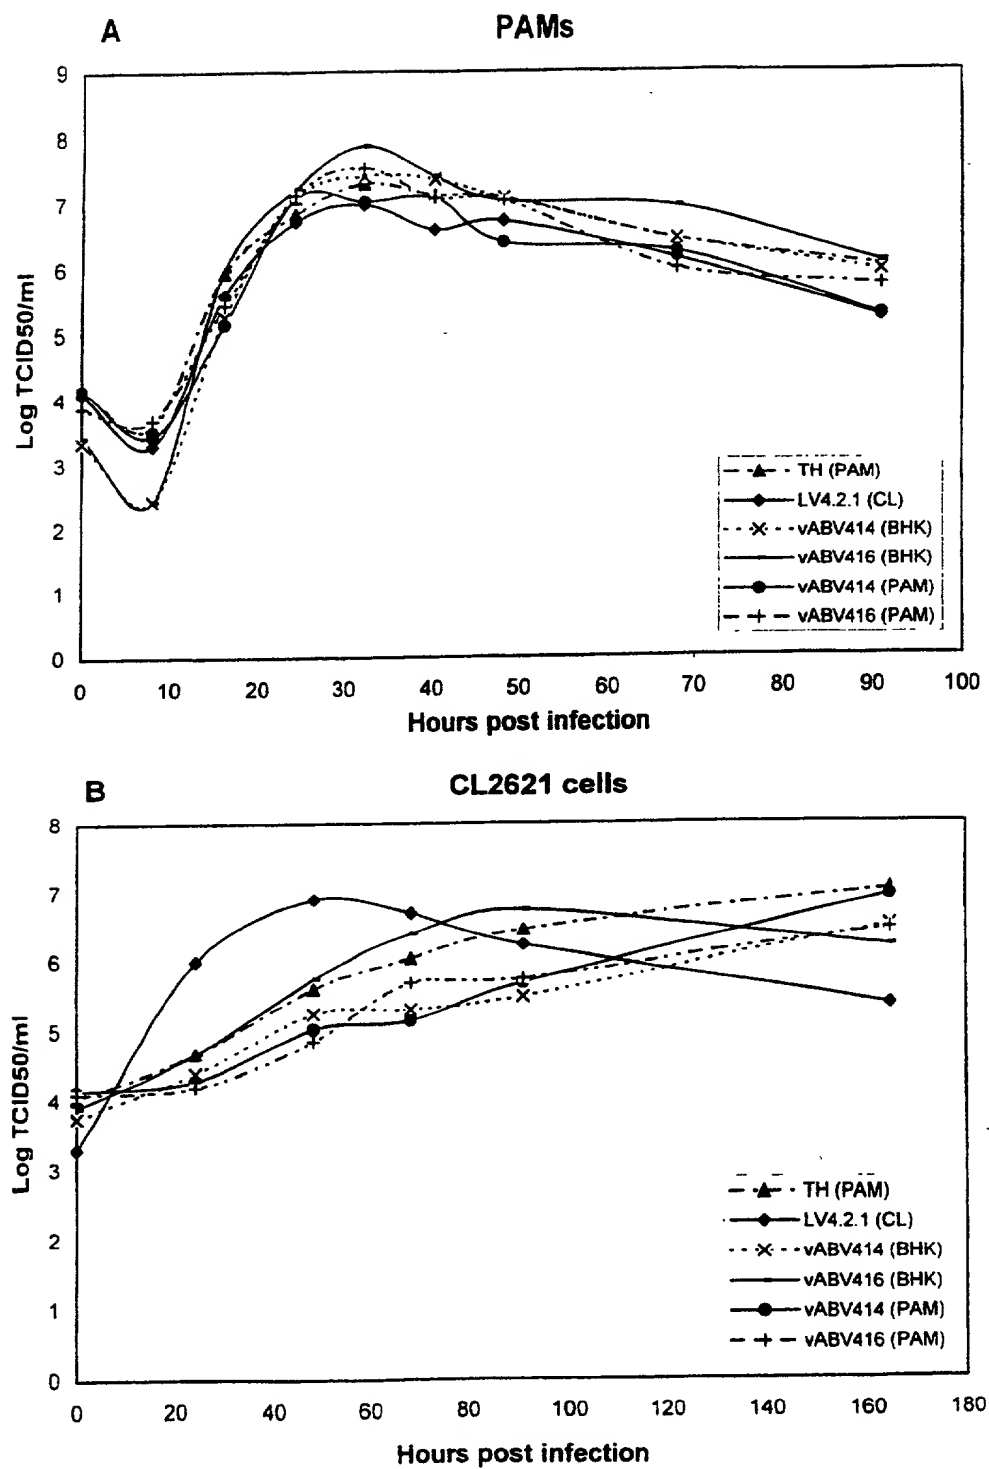 A
PAMs
9
8
7
6
5
4
3
2
1
0
Log TCID50/ml
TH (PAM)
LV4.2.1 (CL)
vABV414 (BHK)
vABV416 (BHK)
vABV414 (PAM)
vABV416 (PAM)
0 10 20 30 40 50 60 70 80 90 100
Hours post infection
B
CL2621 cells
8
7
6
5
4
3
2
1
0
Log TCID50/ml
TH (PAM)
LV4.2.1 (CL)
vABV414 (BHK)
vABV416 (BHK)
vABV414 (PAM)
vABV416 (PAM)
0 20 40 60 80 100 120 140 160 180
Hours post infection